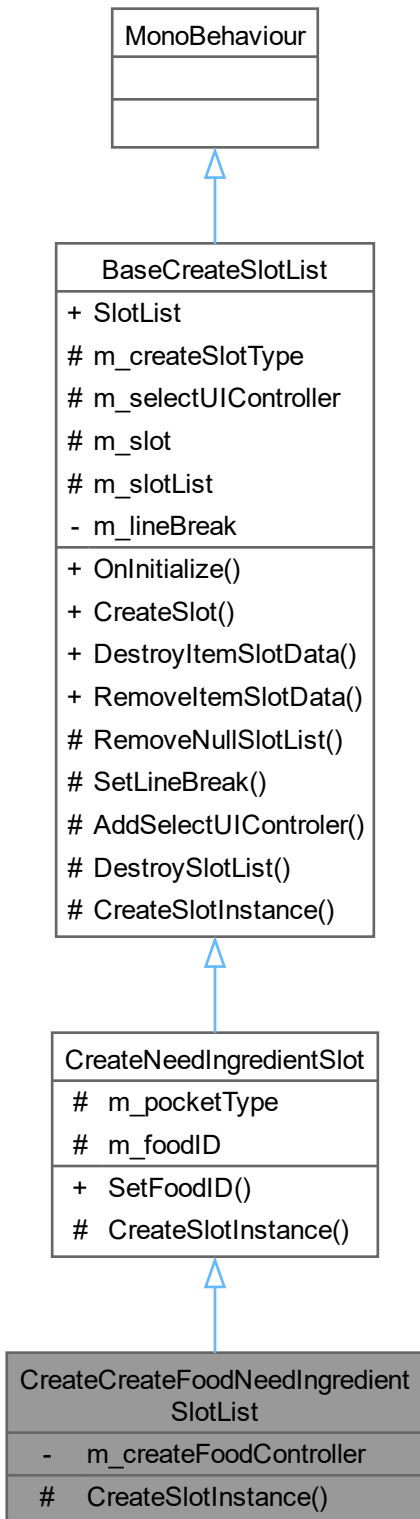 MonoBehaviour
BaseCreateSlotList
+ SlotList
# m_createSlotType
# m_selectUIController
# m_slot
# m_slotList
- m_lineBreak
+ OnInitialize()
+ CreateSlot()
+ DestroyItemSlotData()
+ RemoveItemSlotData()
# RemoveNullSlotList()
# SetLineBreak()
# AddSelectUIControler()
# DestroySlotList()
# CreateSlotInstance()
CreateNeedIngredientSlot
# m_pocketType
# m_foodID
+ SetFoodID()
# CreateSlotInstance()
CreateCreateFoodNeedIngredient
SlotList
- m_createFoodController
# CreateSlotInstance()